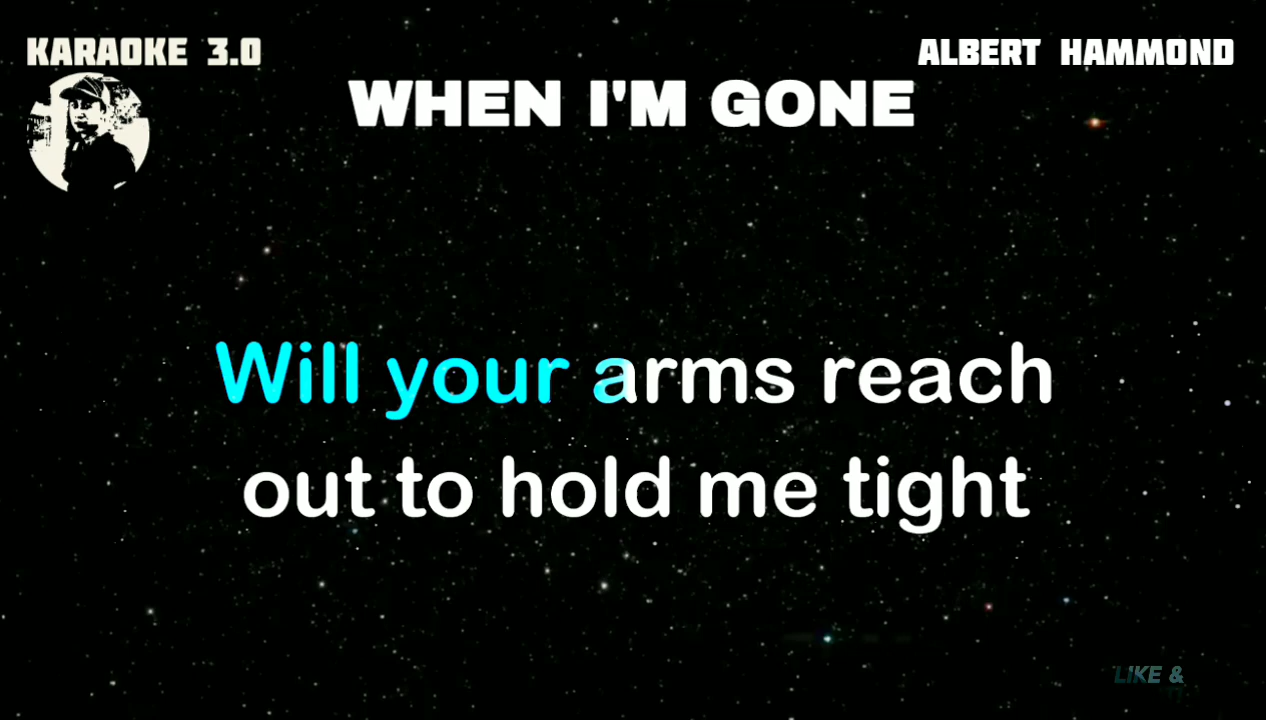 KARAOKE 3.0
ALBERT HAMMOND
WHEN I'M GONE
Will your arms reach
out to hold me tight
LIKE &